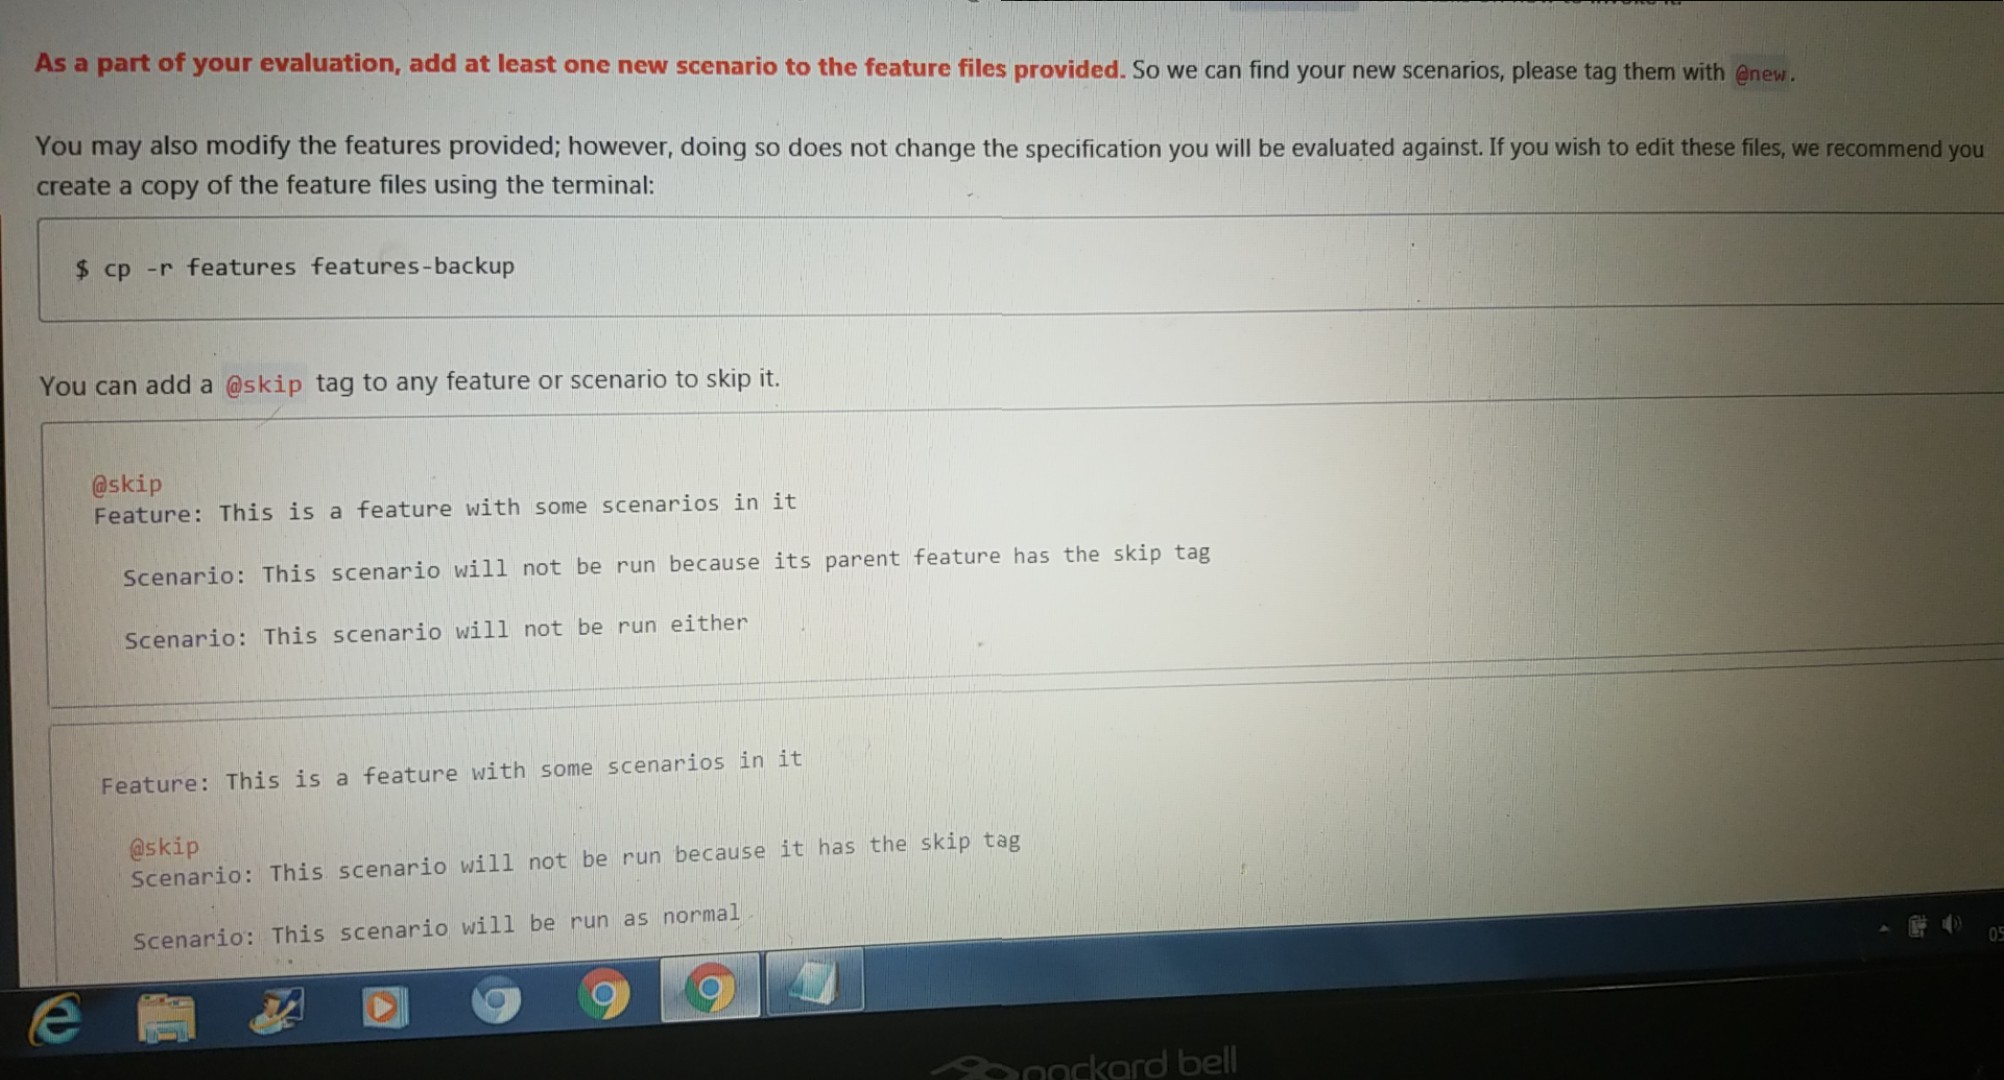 As a part of your evaluation, add at least one new scenario to the feature files provided. So we can find your new scenarios, please tag them with @new.
You may also modify the features provided; however, doing so does not change the specification you will be evaluated against. If you wish to edit these files, we recommend you
create a copy of the feature files using the terminal:
$ cp -r features features-backup
You can add a @skip tag to any feature or scenario to skip it.
@skip
Feature: This is a feature with some scenarios in it
Scenario: This scenario will not be run because its parent feature has the skip tag
Scenario: This scenario will not be run either
Feature: This is a feature with some scenarios in it
@skip
Scenario: This scenario will not be run because it has the skip tag
Scenario: This scenario will be run as normal
05
packard bell